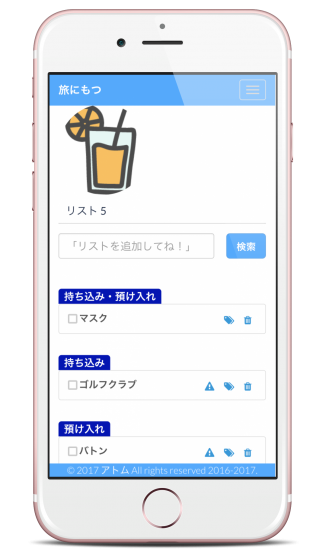 旅にもつ
リスト 5
「リストを追加してね！」
検索
持ち込み・預け入れ
マスク
持ち込み
ゴルフクラブ
預け入れ
バトン
© 2017 アトム All rights reserved 2016-2017.